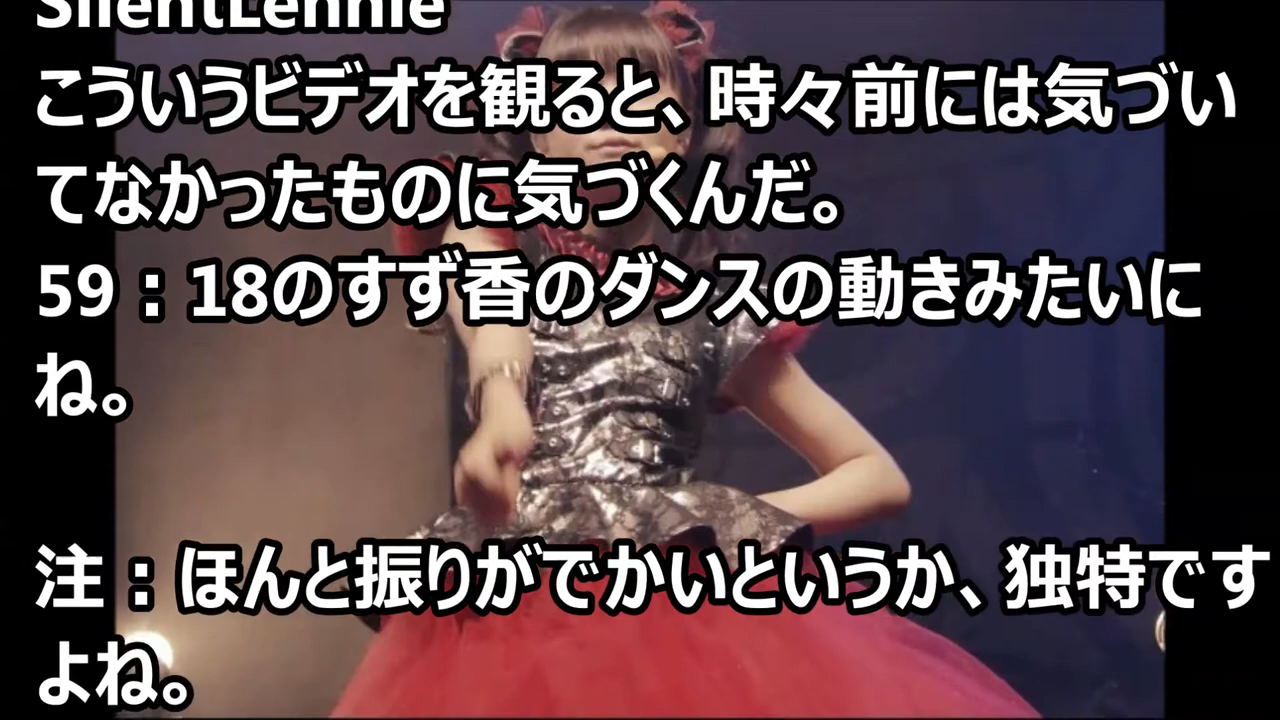 SilentLennie
こういうビデオを観ると、時々前には気づい
てなかったものに気づくんだ。
59：18のすず香のダンスの動きみたいに
ね。
注：ほんと振りがでかいというか、独特です
よね。